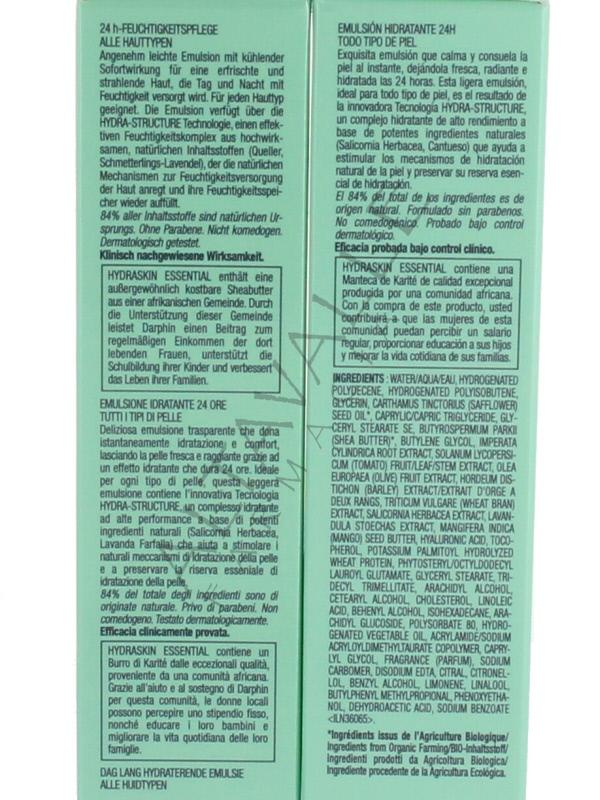 24 h-FEUCHTIGKEITSPFLEGE
ALLE HAUTTYPEN
Angenehm leichte Emulsion mit kühlender
Sofortwirkung für eine erfrischte und
strahlende Haut, die Tag und Nacht mit
Feuchtigkeit versorgt wird. Für jeden Hauttyp
geeignet. Die Emulsion verfügt über die
HYDRA-STRUCTURE Technologie, einen effek-
tiven Feuchtigkeitskomplex aus hochwirk-
samen, natürlichen Inhaltsstoffen (Queller,
Schmetterlings-Lavendel), der die natürlichen
Mechanismen zur Feuchtigkeitsversorgung
der Haut anregt und ihre Feuchtigkeitsspei-
cher wieder auffüllt.
84% aller Inhaltsstoffe sind natürlichen Ur-
sprungs. Ohne Parabene. Nicht komedogen.
Dermatologisch getestet.
Klinisch nachgewiesene Wirksamkeit.
HYDRASKIN ESSENTIAL enthält eine
außergewöhnlich kostbare Sheabutter
aus einer afrikanischen Gemeinde. Durch
die Unterstützung dieser Gemeinde
leistet Darphin einen Beitrag zum
regelmäßigen Einkommen der dort
lebenden Frauen, unterstützt die
Schulbildung ihrer Kinder und verbessert
das Leben ihrer Familien.
EMULSIONE IDRATANTE 24 ORE
TUTTI I TIPI DI PELLE
Deliziosa emulsione trasparente che dona
istantaneamente idratazione e comfort,
lasciando la pelle fresca e raggiante grazie ad
un effetto idratante che dura 24 ore. Ideale
per ogni tipo di pelle, questa leggera
emulsione contiene l'innovativa Tecnologia
HYDRA-STRUCTURE, un complesso idratante
ad alte performance a base di potenti
ingredienti naturali (Salicornia Herbacea,
Lavanda Farfalla) che aiuta a stimolare i
naturali meccanismi di idratazione della pelle
e a preservare la riserva essenziale di
idratazione della pelle.
84% del totale degli ingredienti sono di
originate naturale. Privo di parabeni. Non
comedogeno. Testato dermatologicamente.
Efficacia clinicamente provata.
HYDRASKIN ESSENTIAL contiene un
Burro di Karité dalle eccezionali qualità,
proveniente da una comunità africana.
Grazie all'aiuto e al sostegno di Darphin
per questa comunità, le donne locali
possono percepire uno stipendio fisso,
nonché educare i loro bambini e
migliorare la vita quotidiana delle loro
famiglie.
DAG LANG HYDRATERENDE EMULSIE
ALLE HUIDTYPEN
EMULSIÓN HIDRATANTE 24H
TODO TIPO DE PIEL
Exquisita emulsión que calma y consuela la
piel al instante, dejándola fresca, radiante e
hidratada las 24 horas. Esta ligera emulsión,
ideal para todo tipo de piel, es el resultado de
la innovadora Tecnología HYDRA-STRUCTURE,
un complejo hidratante de alto rendimiento a
base de potentes ingredientes naturales
(Salicornia Herbacea, Cantueso) que ayuda a
estimular los mecanismos de hidratación
natural de la piel y a preservar su reserva esen-
cial de hidratación.
El 84% del total de los ingredientes es de
origen natural. Formulado sin parabenos.
No comedogénico. Probado bajo control
dermatológico.
Eficacia probada bajo control clínico.
HYDRASKIN ESSENTIAL contiene una
Manteca de Karité de calidad excepcional
producida por una comunidad africana.
Con la compra de este producto, usted
contribuirá a que las mujeres de esta
comunidad puedan percibir un salario
regular, proporcionar educación a sus hijos
y mejorar la vida cotidiana de sus familias.
INGREDIENTS : WATER/AQUA/EAU, HYDROGENATED
POLYDECENE, HYDROGENATED POLYISOBUTENE,
GLYCERIN, CARTHAMUS TINCTORIUS (SAFFLOWER)
SEED OIL*, CAPRYLIC/CAPRIC TRIGLYCERIDE, GLY-
CERYL STEARATE SE, BUTYROSPERMUM PARKII
(SHEA BUTTER)*, BUTYLENE GLYCOL, IMPERATA
CYLINDRICA ROOT EXTRACT, SOLANUM LYCOPERSI-
CUM (TOMATO) FRUIT/LEAF/STEM EXTRACT, OLEA
EUROPAEA (OLIVE) FRUIT EXTRACT, HORDEUM DIS-
TICHON (BARLEY) EXTRACT/EXTRAIT D'ORGE A
DEUX RANGS, TRITICUM VULGARE (WHEAT BRAN)
EXTRACT, SALICORNIA HERBACEA EXTRACT, LAVAN-
DULA STOECHAS EXTRACT, MANGIFERA INDICA
(MANGO) SEED BUTTER, HYALURONIC ACID, TOCO-
PHEROL, POTASSIUM PALMITOYL HYDROLYZED
WHEAT PROTEIN, PHYTOSTERYL/OCTYLDODECYL
LAUROYL GLUTAMATE, GLYCERYL STEARATE, TRI-
DECYL TRIMELLITATE, ARACHIDYL ALCOHOL,
CETEARYL ALCOHOL, CHOLESTEROL, LINOLEIC
ACID, BEHENYL ALCOHOL, ISOHEXADECANE, ARA-
CHIDYL GLUCOSIDE, POLYSORBATE 80, HYDRO-
GENATED VEGETABLE OIL, ACRYLAMIDE/SODIUM
ACRYLOYLDIMETHYLTAURATE COPOLYMER, CAPRY-
LYL GLYCOL, FRAGRANCE (PARFUM), SODIUM
CARBOMER, DISODIUM EDTA, CITRAL, CITRONEL-
LOL, BENZYL ALCOHOL, LIMONENE, LINALOOL,
BUTYLPHENYL METHYLPROPIONAL, PHENOXYETHA-
NOL, DEHYDROACETIC ACID, SODIUM BENZOATE
<ILN36065>.
*Ingrédients issus de l'Agriculture Biologique/
Ingredients from Organic Farming/BIO-Inhaltsstoff/
Ingredienti prodotti da Agricoltura Biologica/
Ingrediente procedente de la Agricultura Ecológica.